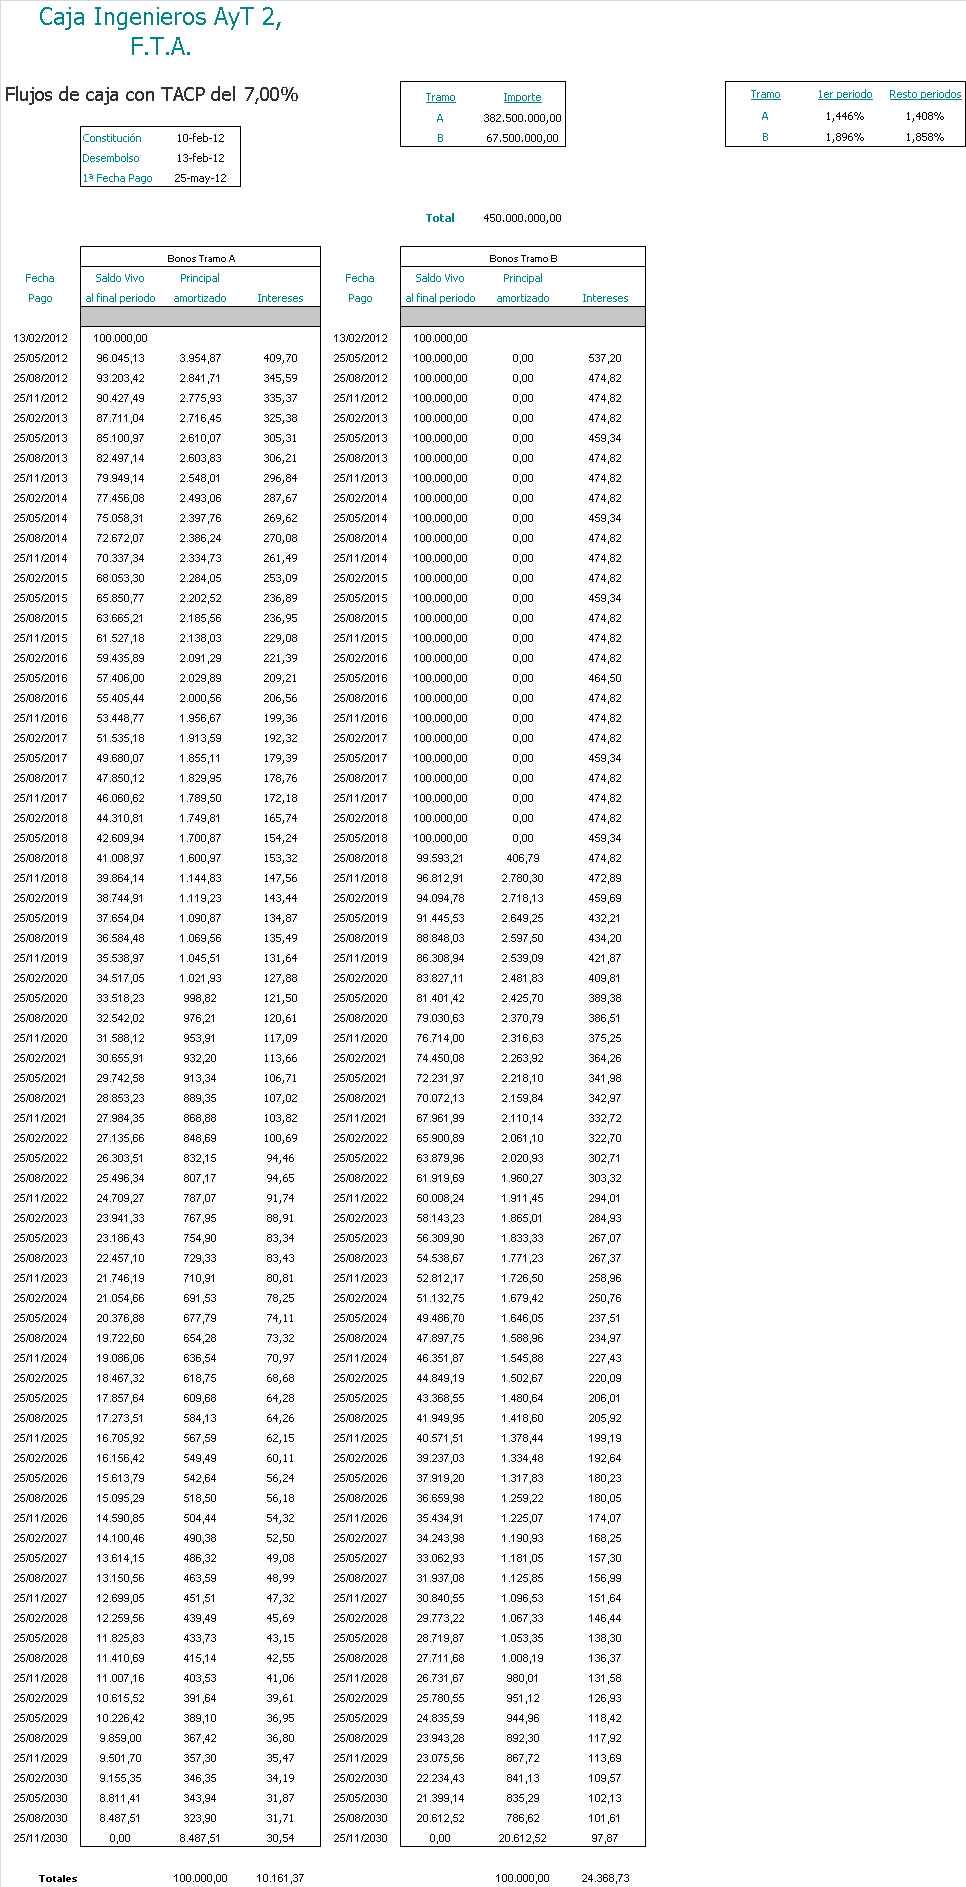 Caja Ingenieros AyT 2,
F.T.A.
Flujos de caja con TACP del 7,00%
Constitución 10-feb-12
Desembolso 13-feb-12
1ª Fecha Pago 25-may-12
Tramo Importe
A 382.500.000,00
B 67.500.000,00
Tramo 1er periodo Resto periodos
A 1,446% 1,408%
B 1,896% 1,858%
Total 450.000.000,00
Bonos Tramo A Bonos Tramo B
Fecha Saldo Vivo Principal Fecha Saldo Vivo Principal
Pago al final periodo amortizado Intereses Pago al final periodo amortizado Intereses
13/02/2012 100.000,00 13/02/2012 100.000,00
25/05/2012 96.045,13 3.954,87 409,70 25/05/2012 100.000,00 0,00 537,20
25/08/2012 93.203,42 2.841,71 345,59 25/08/2012 100.000,00 0,00 474,82
25/11/2012 90.427,49 2.775,93 335,37 25/11/2012 100.000,00 0,00 474,82
25/02/2013 87.711,04 2.716,45 325,38 25/02/2013 100.000,00 0,00 474,82
25/05/2013 85.100,97 2.610,07 305,31 25/05/2013 100.000,00 0,00 459,34
25/08/2013 82.497,14 2.603,83 306,21 25/08/2013 100.000,00 0,00 474,82
25/11/2013 79.949,14 2.548,01 296,84 25/11/2013 100.000,00 0,00 474,82
25/02/2014 77.456,08 2.493,06 287,67 25/02/2014 100.000,00 0,00 474,82
25/05/2014 75.058,31 2.397,76 269,62 25/05/2014 100.000,00 0,00 459,34
25/08/2014 72.672,07 2.386,24 270,08 25/08/2014 100.000,00 0,00 474,82
25/11/2014 70.337,34 2.334,73 261,49 25/11/2014 100.000,00 0,00 474,82
25/02/2015 68.053,30 2.284,05 253,09 25/02/2015 100.000,00 0,00 474,82
25/05/2015 65.850,77 2.202,52 236,89 25/05/2015 100.000,00 0,00 459,34
25/08/2015 63.665,21 2.185,56 236,95 25/08/2015 100.000,00 0,00 474,82
25/11/2015 61.527,18 2.138,03 229,08 25/11/2015 100.000,00 0,00 474,82
25/02/2016 59.435,89 2.091,29 221,39 25/02/2016 100.000,00 0,00 474,82
25/05/2016 57.406,00 2.029,89 209,21 25/05/2016 100.000,00 0,00 464,50
25/08/2016 55.405,44 2.000,56 206,56 25/08/2016 100.000,00 0,00 474,82
25/11/2016 53.448,77 1.956,67 199,36 25/11/2016 100.000,00 0,00 474,82
25/02/2017 51.535,18 1.913,59 192,32 25/02/2017 100.000,00 0,00 474,82
25/05/2017 49.680,07 1.855,11 179,39 25/05/2017 100.000,00 0,00 459,34
25/08/2017 47.850,12 1.829,95 178,76 25/08/2017 100.000,00 0,00 474,82
25/11/2017 46.060,62 1.789,50 172,18 25/11/2017 100.000,00 0,00 474,82
25/02/2018 44.310,81 1.749,81 165,74 25/02/2018 100.000,00 0,00 474,82
25/05/2018 42.609,94 1.700,87 154,24 25/05/2018 100.000,00 0,00 459,34
25/08/2018 41.008,97 1.600,97 153,32 25/08/2018 99.593,21 406,79 474,82
25/11/2018 39.864,14 1.144,83 147,56 25/11/2018 96.812,91 2.780,30 472,89
25/02/2019 38.744,91 1.119,23 143,44 25/02/2019 94.094,78 2.718,13 459,69
25/05/2019 37.654,04 1.090,87 134,87 25/05/2019 91.445,53 2.649,25 432,21
25/08/2019 36.584,48 1.069,56 135,49 25/08/2019 88.848,03 2.597,50 434,20
25/11/2019 35.538,97 1.045,51 131,64 25/11/2019 86.308,94 2.539,09 421,87
25/02/2020 34.517,05 1.021,93 127,88 25/02/2020 83.827,11 2.481,83 409,81
25/05/2020 33.518,23 998,82 121,50 25/05/2020 81.401,42 2.425,70 389,38
25/08/2020 32.542,02 976,21 120,61 25/08/2020 79.030,63 2.370,79 386,51
25/11/2020 31.588,12 953,91 117,09 25/11/2020 76.714,00 2.316,63 375,25
25/02/2021 30.655,91 932,20 113,66 25/02/2021 74.450,08 2.263,92 364,26
25/05/2021 29.742,58 913,34 106,71 25/05/2021 72.231,97 2.218,10 341,98
25/08/2021 28.853,23 889,35 107,02 25/08/2021 70.072,13 2.159,84 342,97
25/11/2021 27.984,35 868,88 103,82 25/11/2021 67.961,99 2.110,14 332,72
25/02/2022 27.135,66 848,69 100,69 25/02/2022 65.900,89 2.061,10 322,70
25/05/2022 26.303,51 832,15 94,46 25/05/2022 63.879,96 2.020,93 302,71
25/08/2022 25.496,34 807,17 94,65 25/08/2022 61.919,69 1.960,27 303,32
25/11/2022 24.709,27 787,07 91,74 25/11/2022 60.008,24 1.911,45 294,01
25/02/2023 23.941,33 767,95 88,91 25/02/2023 58.143,23 1.865,01 284,93
25/05/2023 23.186,43 754,90 83,34 25/05/2023 56.309,90 1.833,33 267,07
25/08/2023 22.457,10 729,33 83,43 25/08/2023 54.538,67 1.771,23 267,37
25/11/2023 21.746,19 710,91 80,81 25/11/2023 52.812,17 1.726,50 258,96
25/02/2024 21.054,66 691,53 78,25 25/02/2024 51.132,75 1.679,42 250,76
25/05/2024 20.376,88 677,79 74,11 25/05/2024 49.486,70 1.646,05 237,51
25/08/2024 19.722,60 654,28 73,32 25/08/2024 47.897,75 1.588,96 234,97
25/11/2024 19.086,06 636,54 70,97 25/11/2024 46.351,87 1.545,88 227,43
25/02/2025 18.467,32 618,75 68,68 25/02/2025 44.849,19 1.502,67 220,09
25/05/2025 17.857,64 609,68 64,28 25/05/2025 43.368,55 1.480,64 206,01
25/08/2025 17.273,51 584,13 64,26 25/08/2025 41.949,95 1.418,60 205,92
25/11/2025 16.705,92 567,59 62,15 25/11/2025 40.571,51 1.378,44 199,19
25/02/2026 16.156,42 549,49 60,11 25/02/2026 39.237,03 1.334,48 192,64
25/05/2026 15.613,79 542,64 56,24 25/05/2026 37.919,20 1.317,83 180,23
25/08/2026 15.095,29 518,50 56,18 25/08/2026 36.659,98 1.259,22 180,05
25/11/2026 14.590,85 504,44 54,32 25/11/2026 35.434,91 1.225,07 174,07
25/02/2027 14.100,46 490,38 52,50 25/02/2027 34.243,98 1.190,93 168,25
25/05/2027 13.614,15 486,32 49,08 25/05/2027 33.062,93 1.181,05 157,30
25/08/2027 13.150,56 463,59 48,99 25/08/2027 31.937,08 1.125,85 156,99
25/11/2027 12.699,05 451,51 47,32 25/11/2027 30.840,55 1.096,53 151,64
25/02/2028 12.259,56 439,49 45,69 25/02/2028 29.773,22 1.067,33 146,44
25/05/2028 11.825,83 433,73 43,15 25/05/2028 28.719,87 1.053,35 138,30
25/08/2028 11.410,69 415,14 42,55 25/08/2028 27.711,68 1.008,19 136,37
25/11/2028 11.007,16 403,53 41,06 25/11/2028 26.731,67 980,01 131,58
25/02/2029 10.615,52 391,64 39,61 25/02/2029 25.780,55 951,12 126,93
25/05/2029 10.226,42 389,10 36,95 25/05/2029 24.835,59 944,96 118,42
25/08/2029 9.859,00 367,42 36,80 25/08/2029 23.943,28 892,30 117,92
25/11/2029 9.501,70 357,30 35,47 25/11/2029 23.075,56 867,72 113,69
25/02/2030 9.155,35 346,35 34,19 25/02/2030 22.234,43 841,13 109,57
25/05/2030 8.811,41 343,94 31,87 25/05/2030 21.399,14 835,29 102,13
25/08/2030 8.487,51 323,90 31,71 25/08/2030 20.612,52 786,62 101,61
25/11/2030 0,00 8.487,51 30,54 25/11/2030 0,00 20.612,52 97,87
Totales 100.000,00 10.161,37 100.000,00 24.368,73